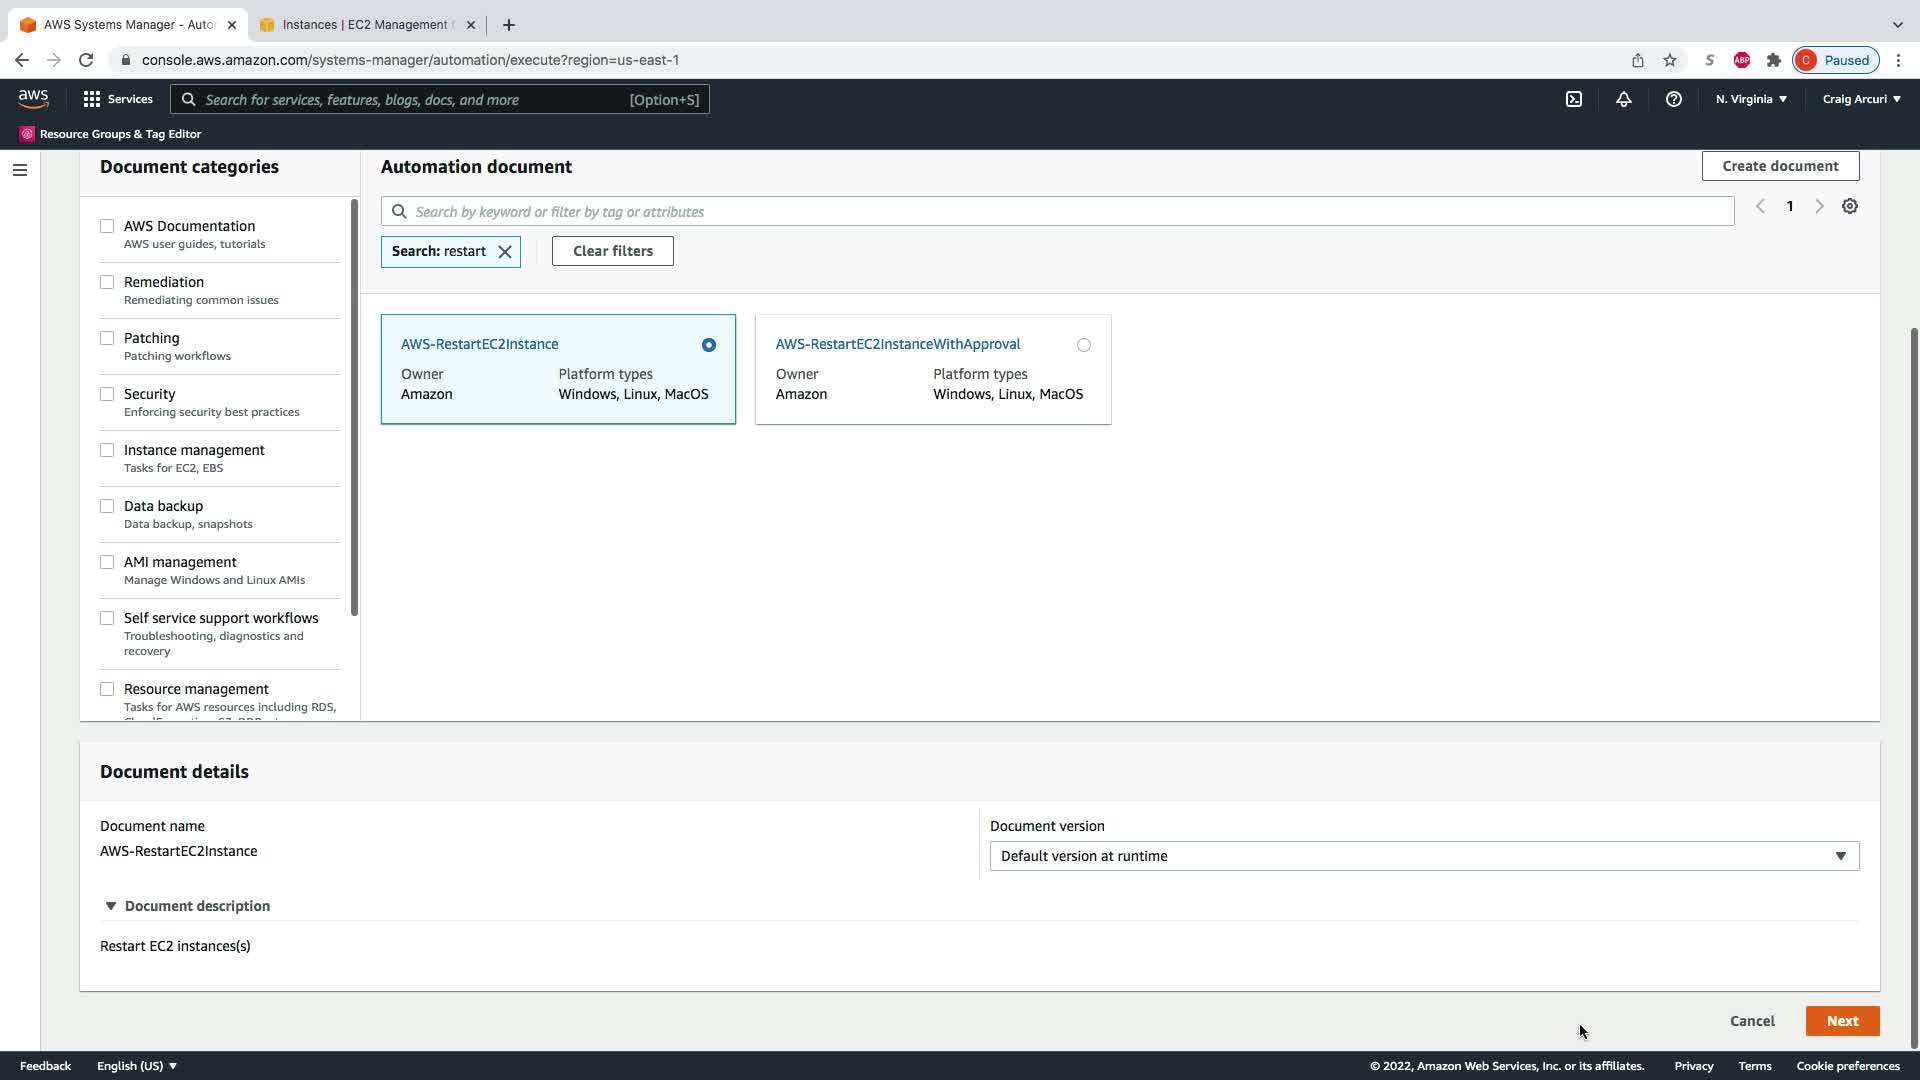 AWS Systems Manager - Autor
Instances | EC2 Management C
console.aws.amazon.com/systems-manager/automation/execute?region=us-east-1
S
ABP
C
Paused
aws
Services
Search for services, features, blogs, docs, and more
[Option+S]
N. Virginia
Craig Arcuri
Resource Groups & Tag Editor
Document categories
AWS Documentation
AWS user guides, tutorials
Remediation
Remediating common issues
Patching
Patching workflows
Security
Enforcing security best practices
Instance management
Tasks for EC2, EBS
Data backup
Data backup, snapshots
AMI management
Manage Windows and Linux AMIs
Self service support workflows
Troubleshooting, diagnostics and
recovery
Resource management
Tasks for AWS resources including RDS,
Automation document
Create document
Search by keyword or filter by tag or attributes
1
Search: restart
Clear filters
AWS-RestartEC2Instance
Owner
Platform types
Amazon
Windows, Linux, MacOS
AWS-RestartEC2InstanceWithApproval
Owner
Platform types
Amazon
Windows, Linux, MacOS
Document details
Document name
AWS-RestartEC2Instance
Document version
Default version at runtime
Document description
Restart EC2 instances(s)
Cancel
Next
Feedback
English (US)
© 2022, Amazon Web Services, Inc. or its affiliates.
Privacy
Terms
Cookie preferences